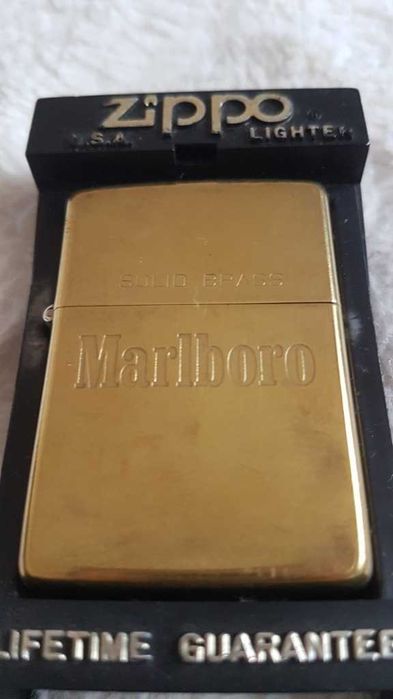 zippo
U.S.A. LIGHTER
SOLID BRASS
Marlboro
LIFETIME GUARANTEE